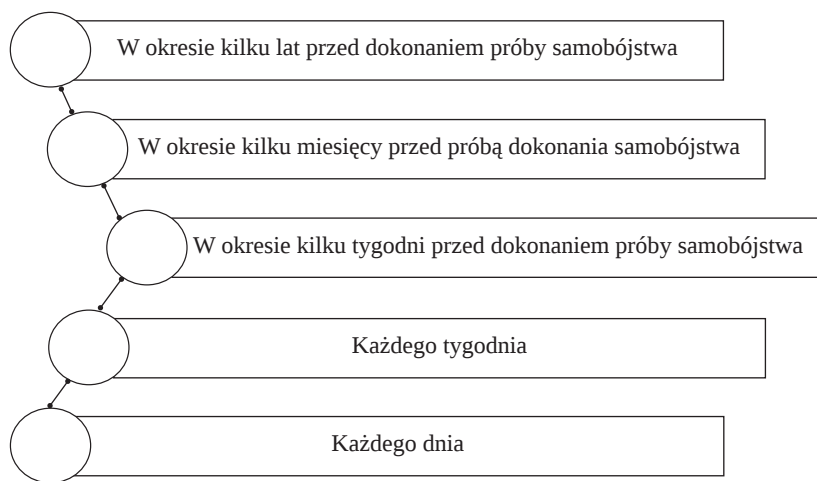 W okresie kilku lat przed dokonaniem próby samobójstwa
W okresie kilku miesięcy przed próbą dokonania samobójstwa
W okresie kilku tygodni przed dokonaniem próby samobójstwa
Każdego tygodnia
Każdego dnia